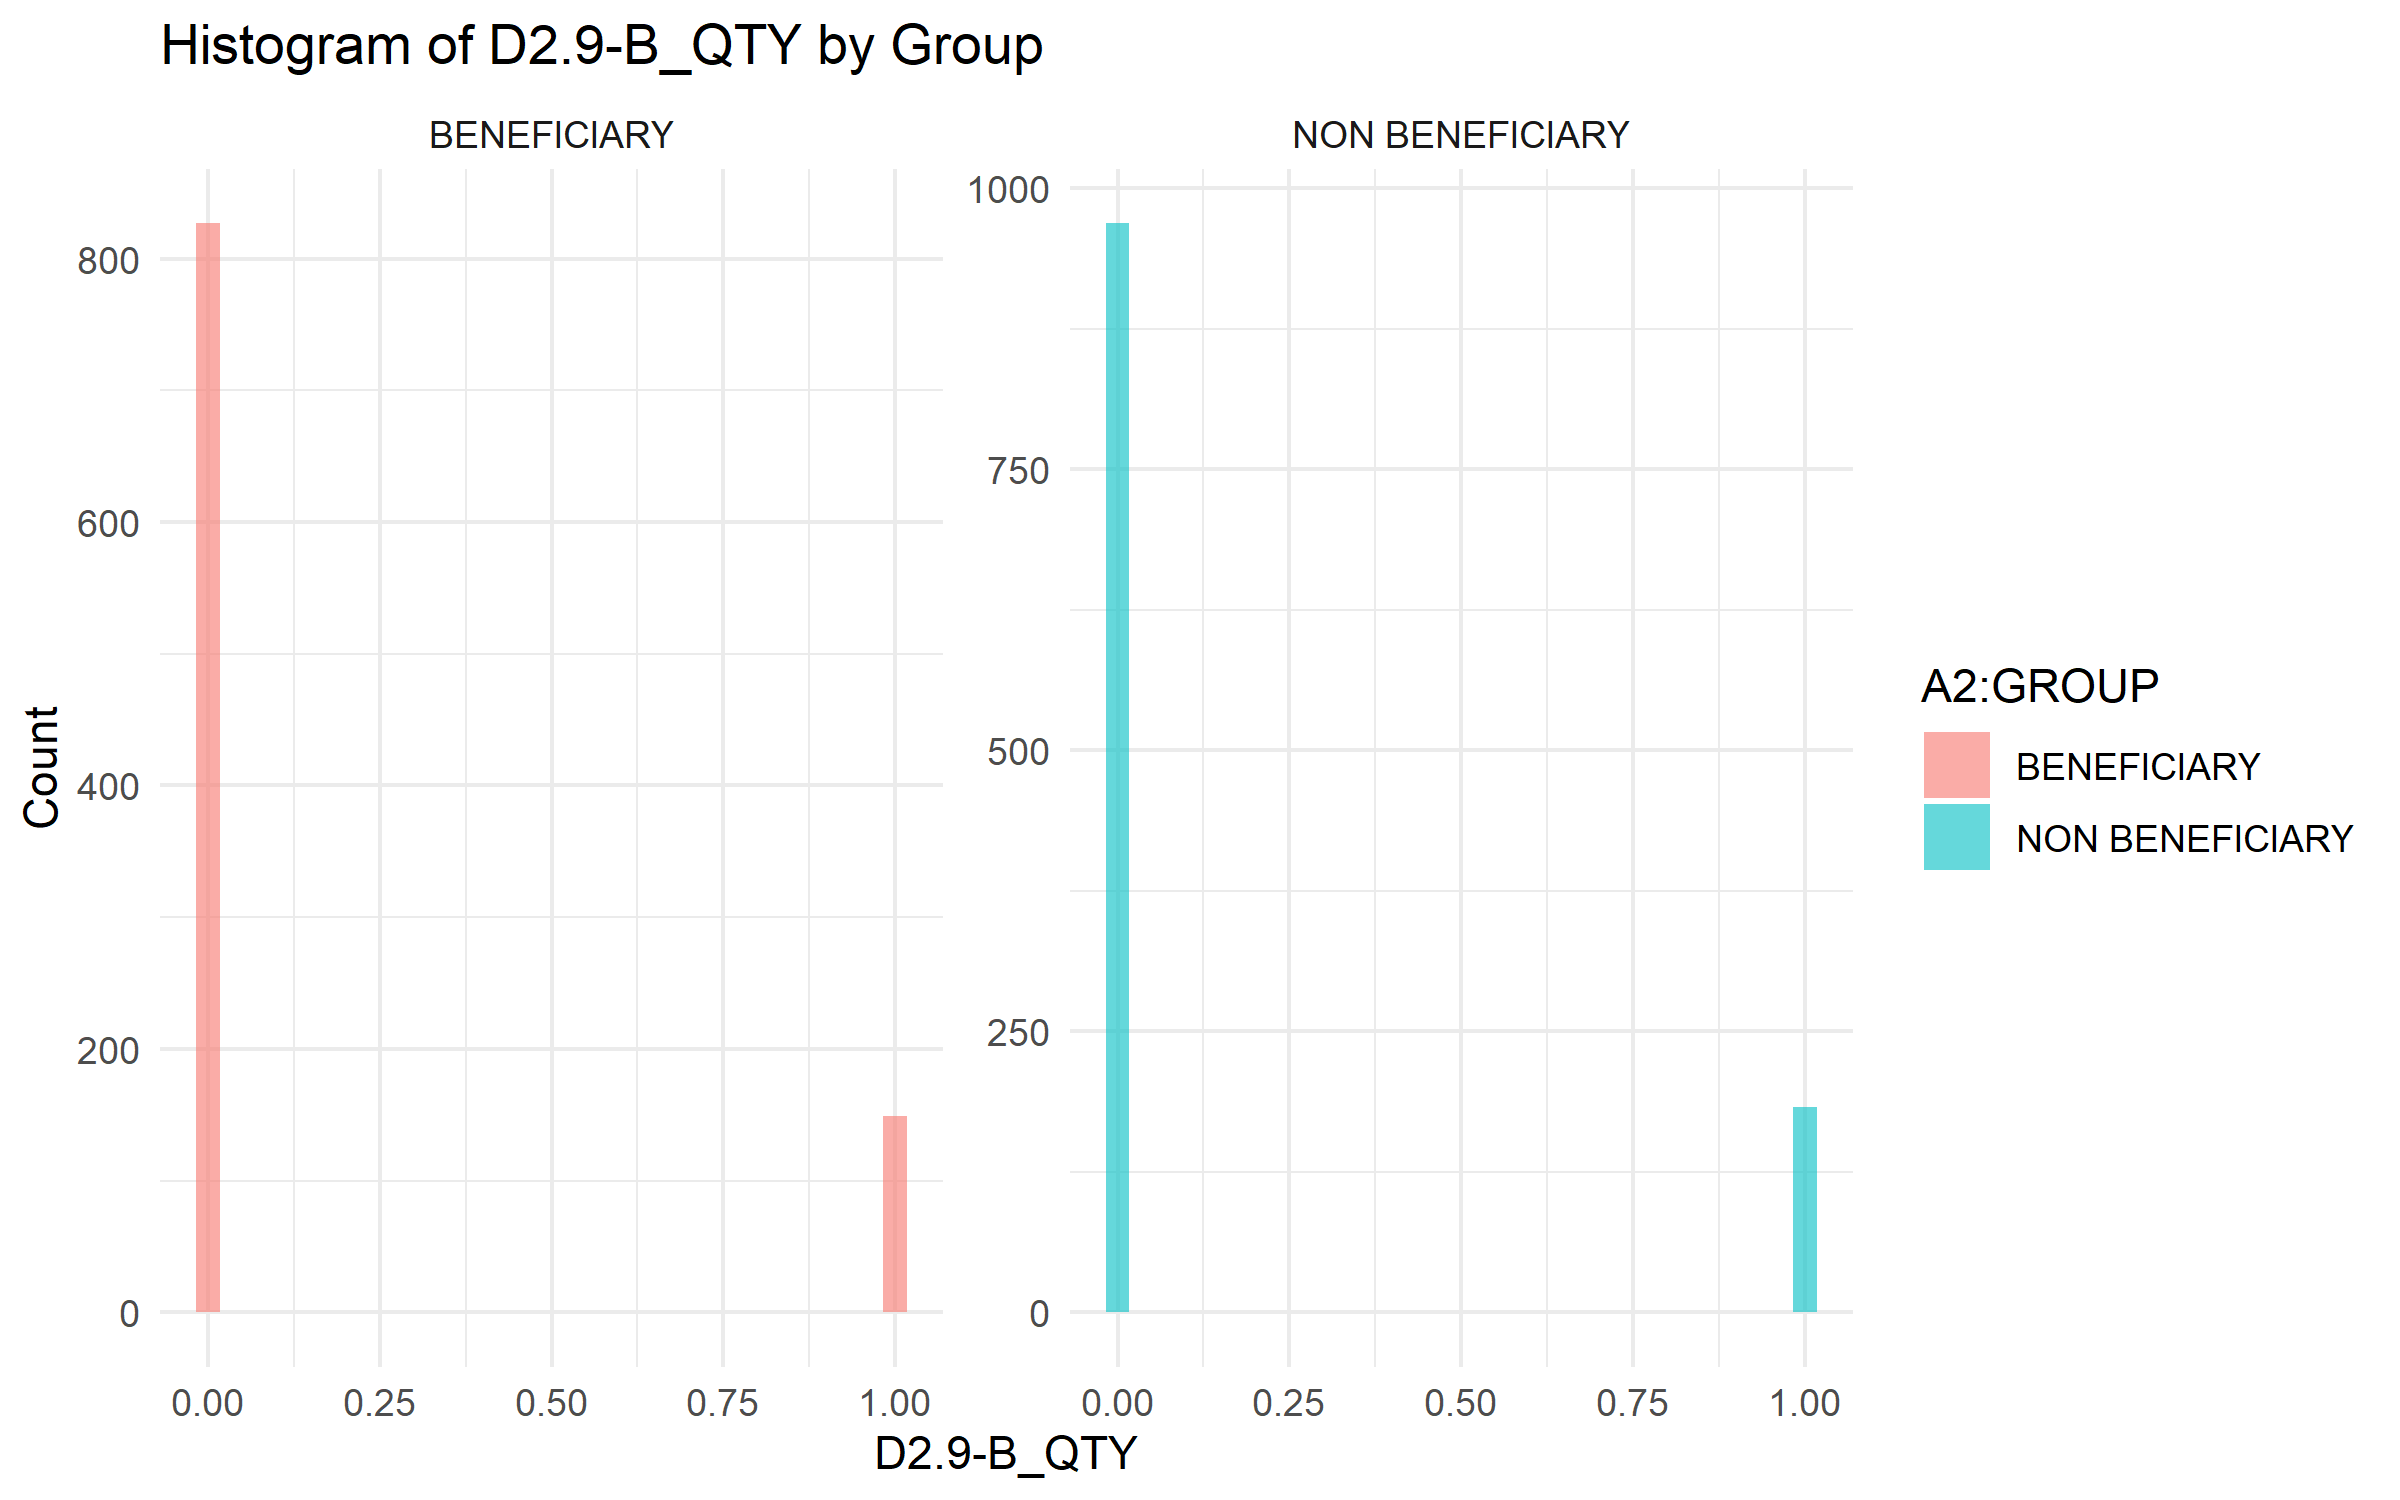 Histogram of D2.9-B_QTY by Group
BENEFICIARY
NON BENEFICIARY
Count
800
600
400
200
0
1000
750
500
250
0
0.00 0.25 0.50 0.75 1.00
0.00 0.25 0.50 0.75 1.00
D2.9-B_QTY
A2:GROUP
BENEFICIARY
NON BENEFICIARY